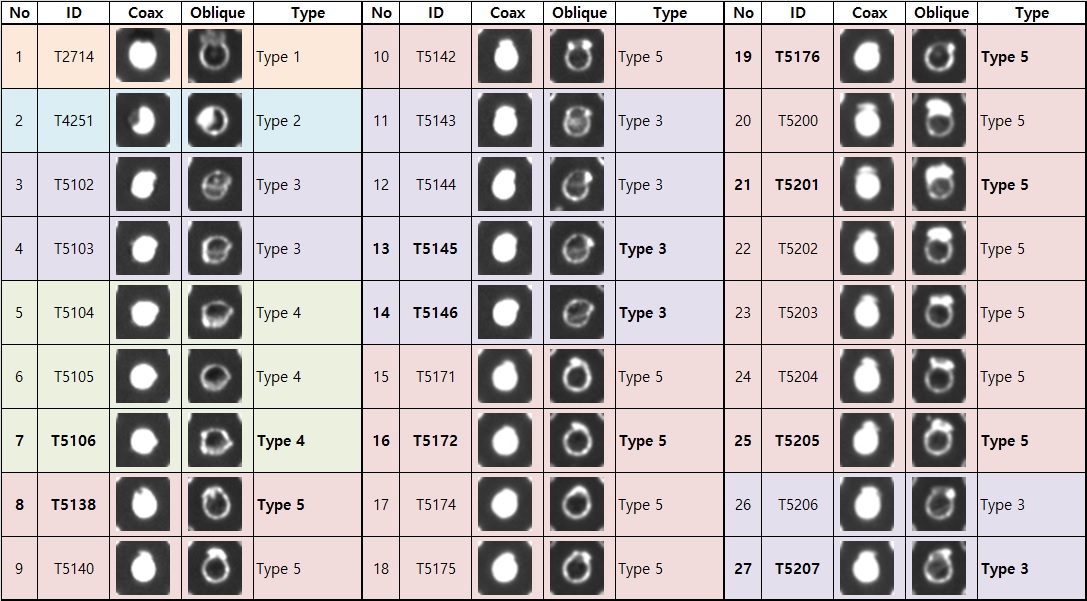 No ID Coax Oblique Type No ID Coax Oblique Type No ID Coax Oblique Type
1 T2714 Type 1 10 T5142 Type 5 19 T5176 Type 5
2 T4251 Type 2 11 T5143 Type 3 20 T5200 Type 5
3 T5102 Type 3 12 T5144 Type 3 21 T5201 Type 5
4 T5103 Type 3 13 T5145 Type 3 22 T5202 Type 5
5 T5104 Type 4 14 T5146 Type 3 23 T5203 Type 5
6 T5105 Type 4 15 T5171 Type 5 24 T5204 Type 5
7 T5106 Type 4 16 T5172 Type 5 25 T5205 Type 5
8 T5138 Type 5 17 T5174 Type 5 26 T5206 Type 3
9 T5140 Type 5 18 T5175 Type 5 27 T5207 Type 3